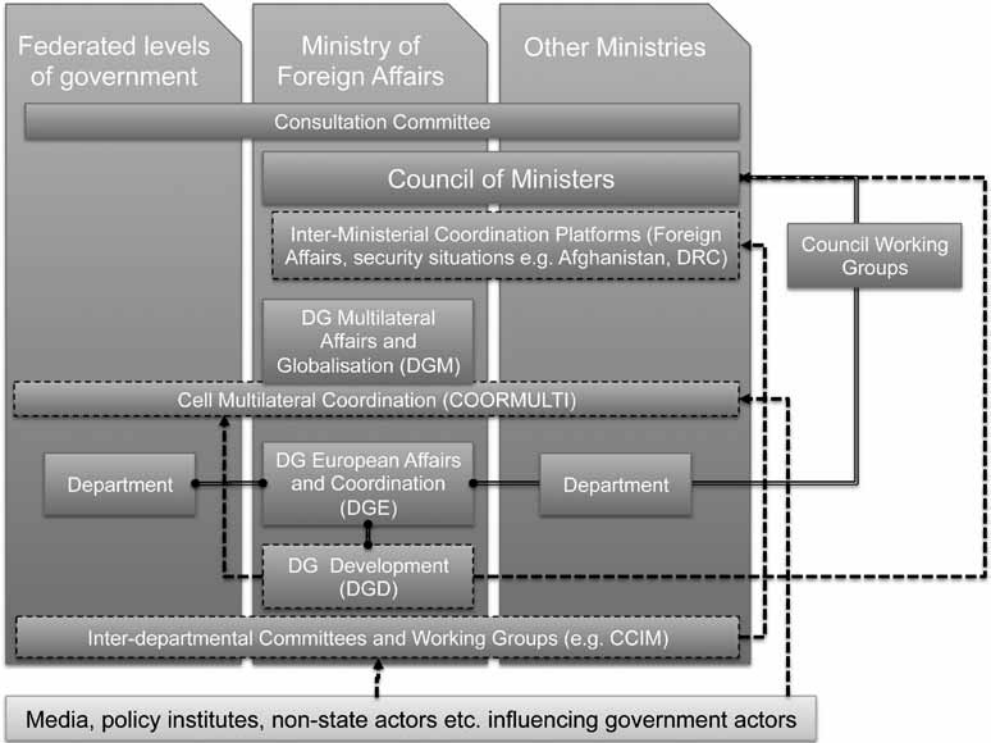 Federated levels
of government
Ministry of
Foreign Affairs
Other Ministries
Consultation Committee
Council of Ministers
Inter-Ministerial Coordination Platforms (Foreign
Affairs, security situations e.g. Afghanistan, DRC)
Council Working
Groups
DG Multilateral
Affairs and
Globalisation (DGM)
Cell Multilateral Coordination (COORMULTI)
Department
DG European Affairs
and Coordination
(DGE)
Department
DG Development
(DGD)
Inter-departmental Committees and Working Groups (e.g. CCIM)
Media, policy institutes, non-state actors etc. influencing government actors